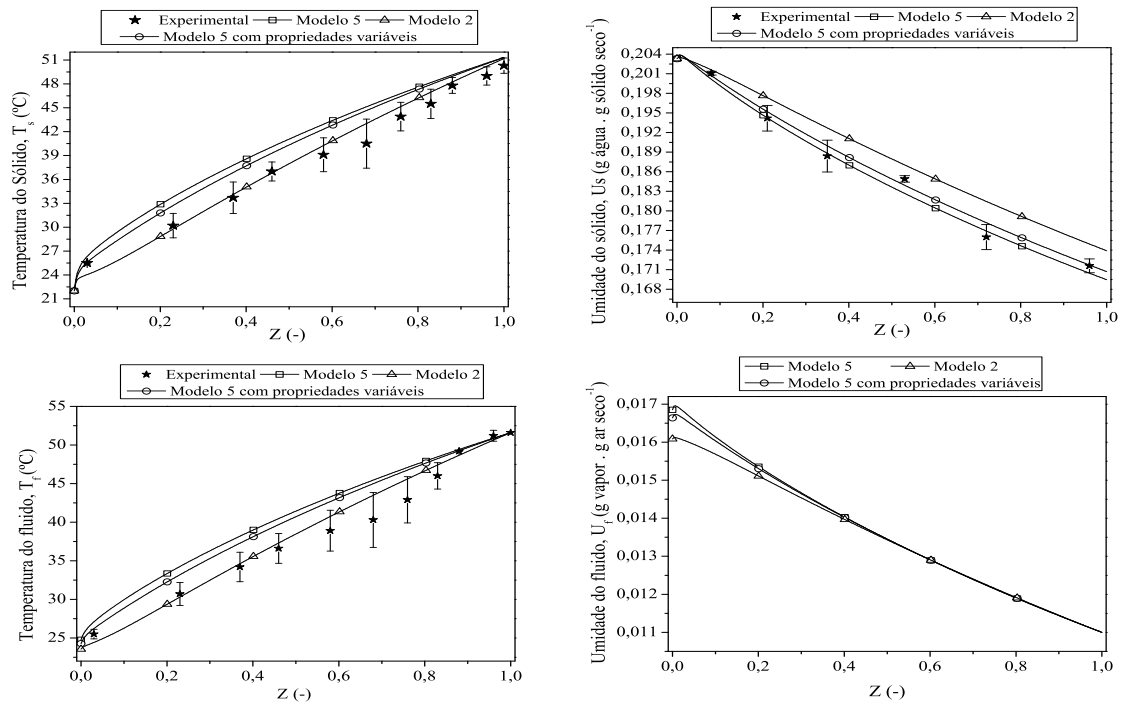 Experimental Modelo 5 Modelo 2
Modelo 5 com propriedades variáveis
Temperatura do Sólido, Ts (ºC)
51
48
45
42
39
36
33
30
27
24
21
0,0 0,2 0,4 0,6 0,8 1,0
Z (-)
Experimental Modelo 5 Modelo 2
Modelo 5 com propriedades variáveis
Umidade do sólido, Us (g água . g sólido seco⁻¹)
0,204
0,201
0,198
0,195
0,192
0,189
0,186
0,183
0,180
0,177
0,174
0,171
0,168
0,0 0,2 0,4 0,6 0,8 1,0
Z (-)
Experimental Modelo 5 Modelo 2
Modelo 5 com propriedades variáveis
Temperatura do fluido, Tf (ºC)
55
50
45
40
35
30
25
0,0 0,2 0,4 0,6 0,8 1,0
Z (-)
Modelo 5 Modelo 2
Modelo 5 com propriedades variáveis
Umidade do fluido, Uf (g vapor . g ar seco⁻¹)
0,017
0,016
0,015
0,014
0,013
0,012
0,011
0,0 0,2 0,4 0,6 0,8 1,0
Z (-)